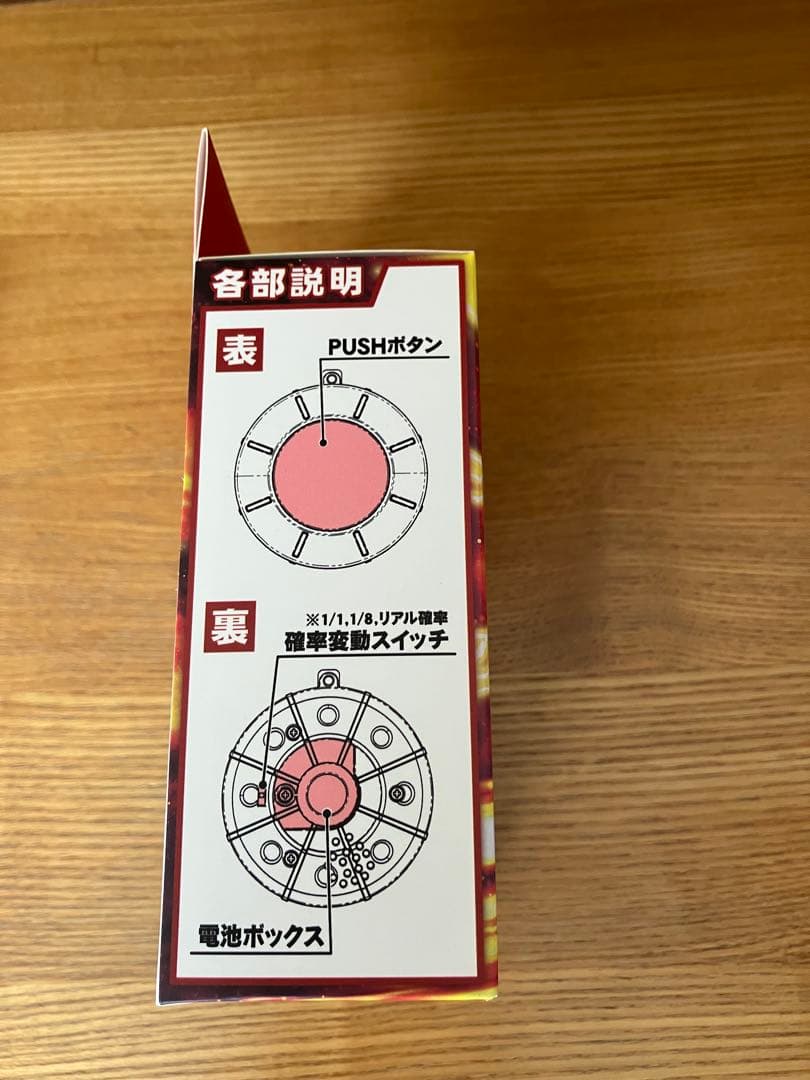 各部説明
表
PUSHボタン
裏
※1/1,1/8,リアル確率
確率変動スイッチ
電池ボックス